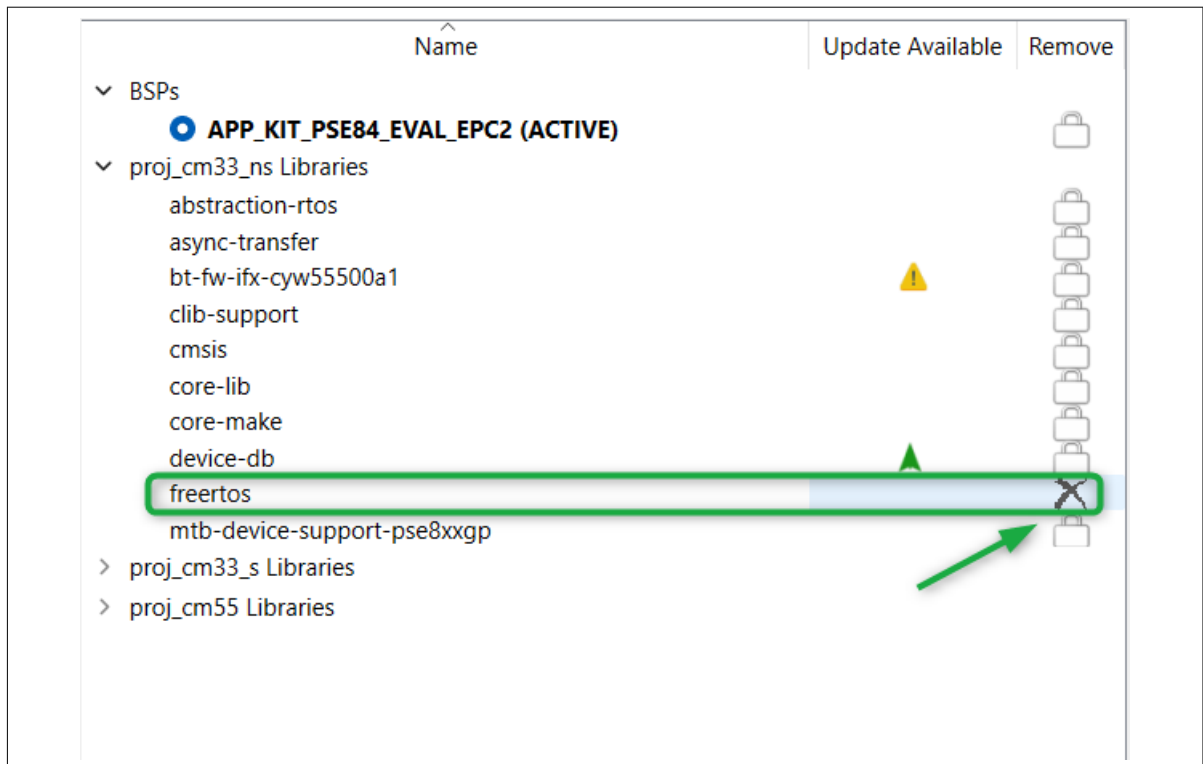 Name Update Available Remove
BSPs
APP_KIT_PSE84_EVAL_EPC2 (ACTIVE)
proj_cm33_ns Libraries
abstraction-rtos
async-transfer
bt-fw-ifx-cyw55500a1
clib-support
cmsis
core-lib
core-make
device-db
freertos
mtb-device-support-pse8xxgp
proj_cm33_s Libraries
proj_cm55 Libraries